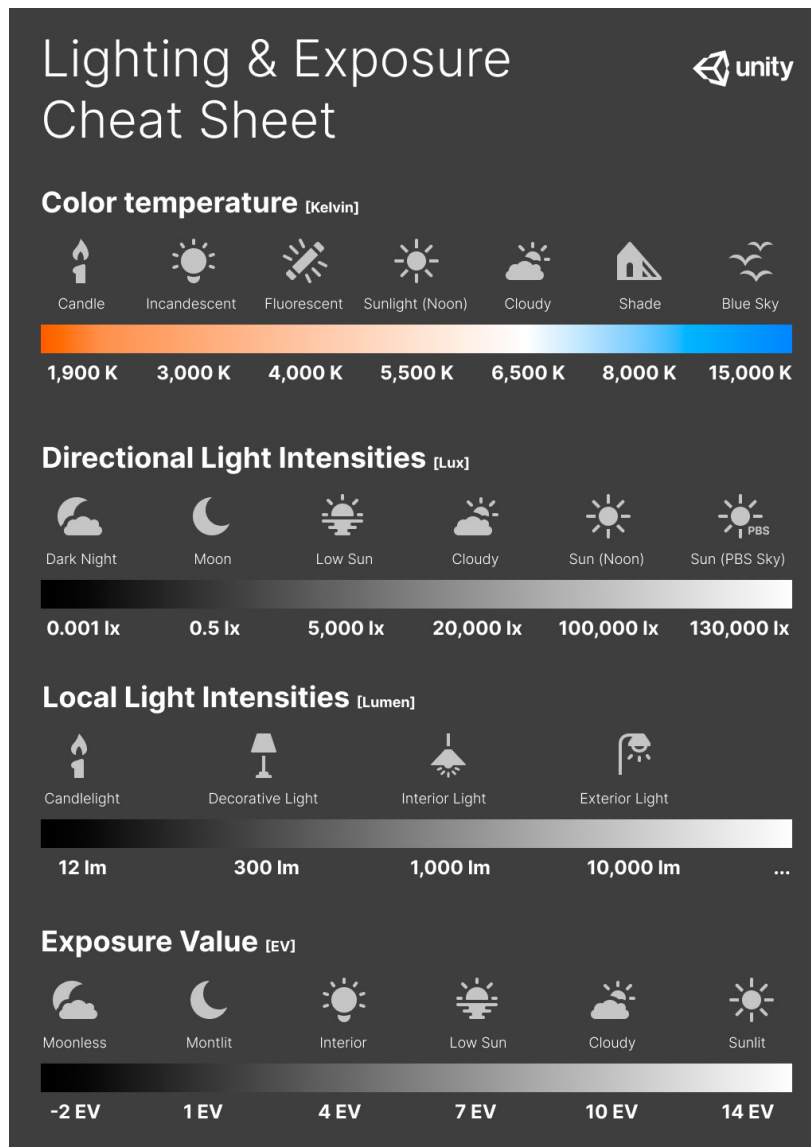 Lighting & Exposure
Cheat Sheet
unity
Color temperature [Kelvin]
Candle Incandescent Fluorescent Sunlight (Noon) Cloudy Shade Blue Sky
1,900 K 3,000 K 4,000 K 5,500 K 6,500 K 8,000 K 15,000 K
Directional Light Intensities [Lux]
PBS
Dark Night Moon Low Sun Cloudy Sun (Noon) Sun (PBS Sky)
0.001 lx 0.5 lx 5,000 lx 20,000 lx 100,000 lx 130,000 lx
Local Light Intensities [Lumen]
Candlelight Decorative Light Interior Light Exterior Light
12 lm 300 lm 1,000 lm 10,000 lm ...
Exposure Value [EV]
Moonless Montlit Interior Low Sun Cloudy Sunlit
-2 EV 1 EV 4 EV 7 EV 10 EV 14 EV